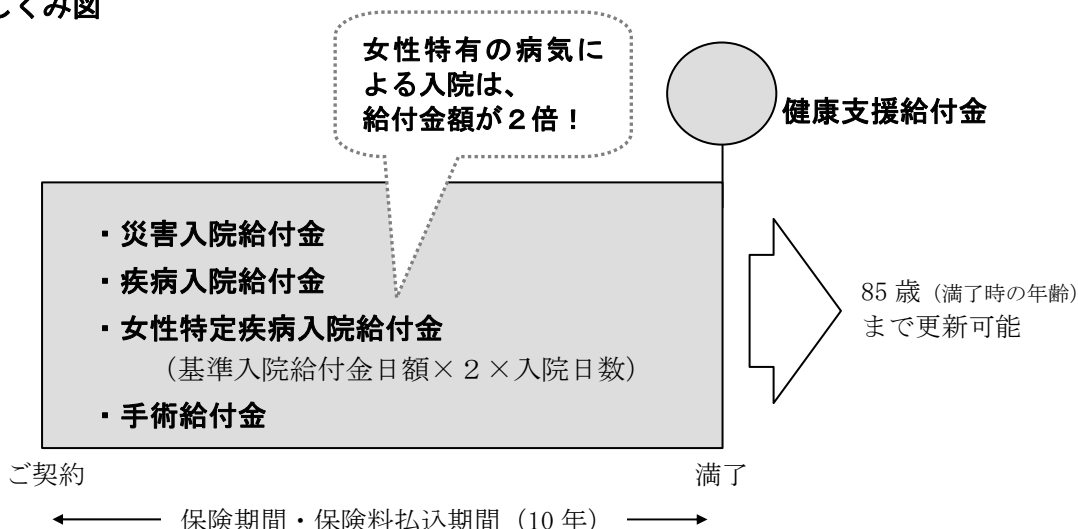 しくみ図
女性特有の病気に
よる入院は、
給付金額が２倍！
健康支援給付金
・災害入院給付金
・疾病入院給付金
・女性特定疾病入院給付金
（基準入院給付金日額×２×入院日数）
・手術給付金
85 歳（満了時の年齢）
まで更新可能
ご契約
満了
保険期間・保険料払込期間（10 年）